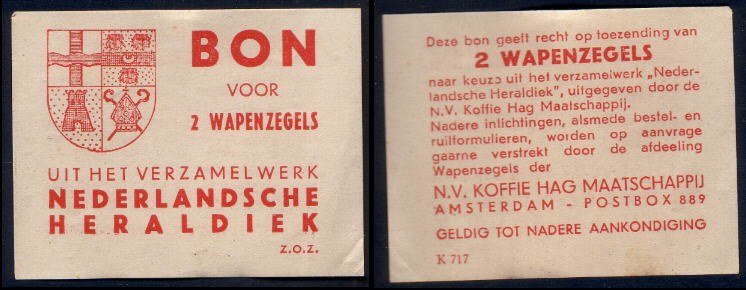 BON
VOOR
2 WAPENZEGELS
UIT HET VERZAMELWERK
NEDERLANDSCHE
HERALDIEK
z.o.z.
Deze bon geeft recht op toezending van
2 WAPENZEGELS
naar keuze uit het verzamelwerk „Neder-
landsche Heraldiek”, uitgegeven door de
N.V. Koffie Hag Maatschappij.
Nadere inlichtingen, alsmede bestel- en
ruilformulieren, worden op aanvrage
gaarne verstrekt door de afdeeling
Wapenzegels der
N.V. KOFFIE HAG MAATSCHAPPIJ
AMSTERDAM - POSTBOX 889
GELDIG TOT NADERE AANKONDIGING
K 717